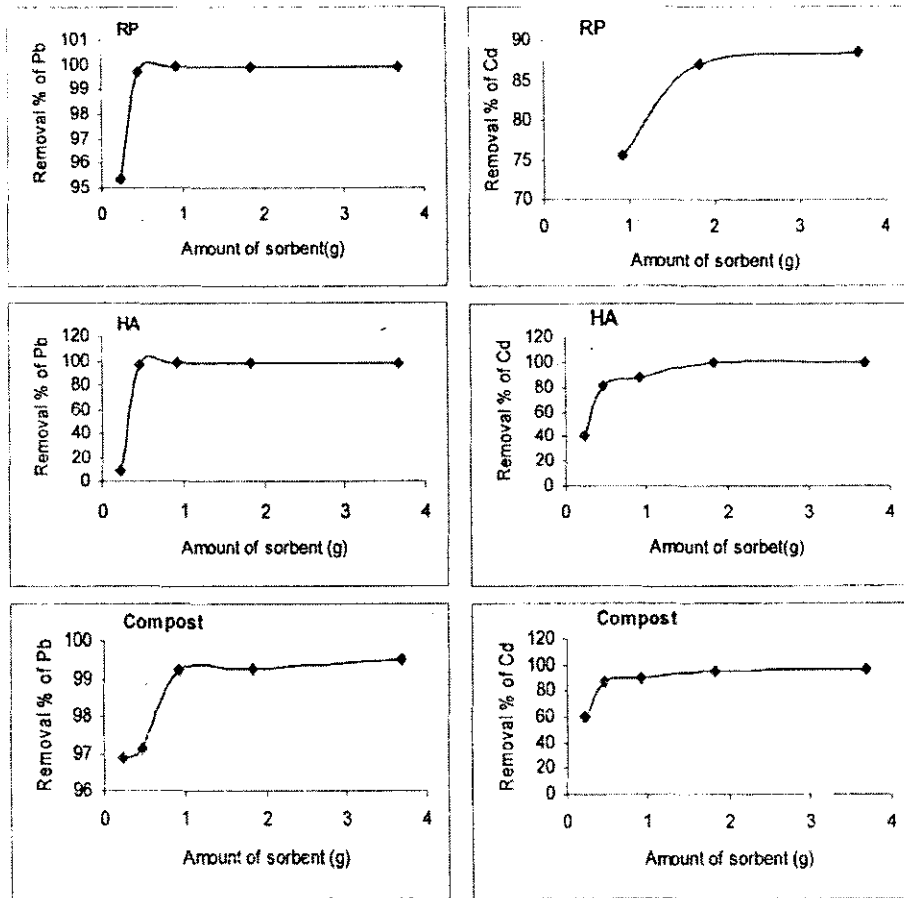 RP
Removal % of Pb
101
100
99
98
97
96
95
0 1 2 3 4
Amount of sorbent(g)
RP
Removal % of Cd
90
85
80
75
70
0 1 2 3 4
Amount of sorbent (g)
HA
Removal % of Pb
120
100
80
60
40
20
0
0 1 2 3 4
Amount of sorbent (g)
HA
Removal % of Cd
120
100
80
60
40
20
0
0 1 2 3 4
Amount of sorbet(g)
Compost
Removal % of Pb
100
99
98
97
96
0 1 2 3 4
Amount of sorbent (g)
Compost
Removal % of Cd
120
100
80
60
40
20
0
0 1 2 3 4
Amount of sorbent (g)